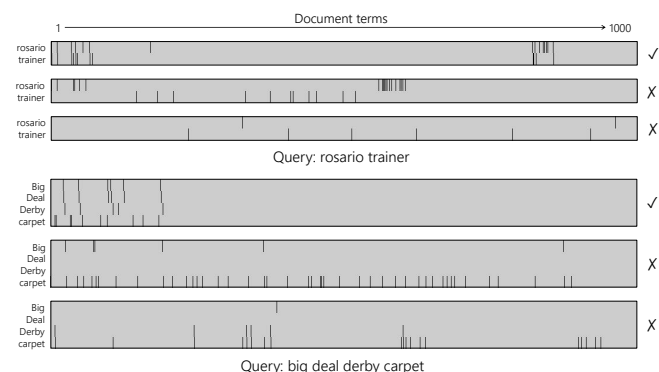 Document terms
1 1000
rosario
trainer
✓
rosario
trainer
✗
rosario
trainer
✗
Query: rosario trainer
Big
Deal
Derby
carpet
✓
Big
Deal
Derby
carpet
✗
Big
Deal
Derby
carpet
✗
Query: big deal derby carpet